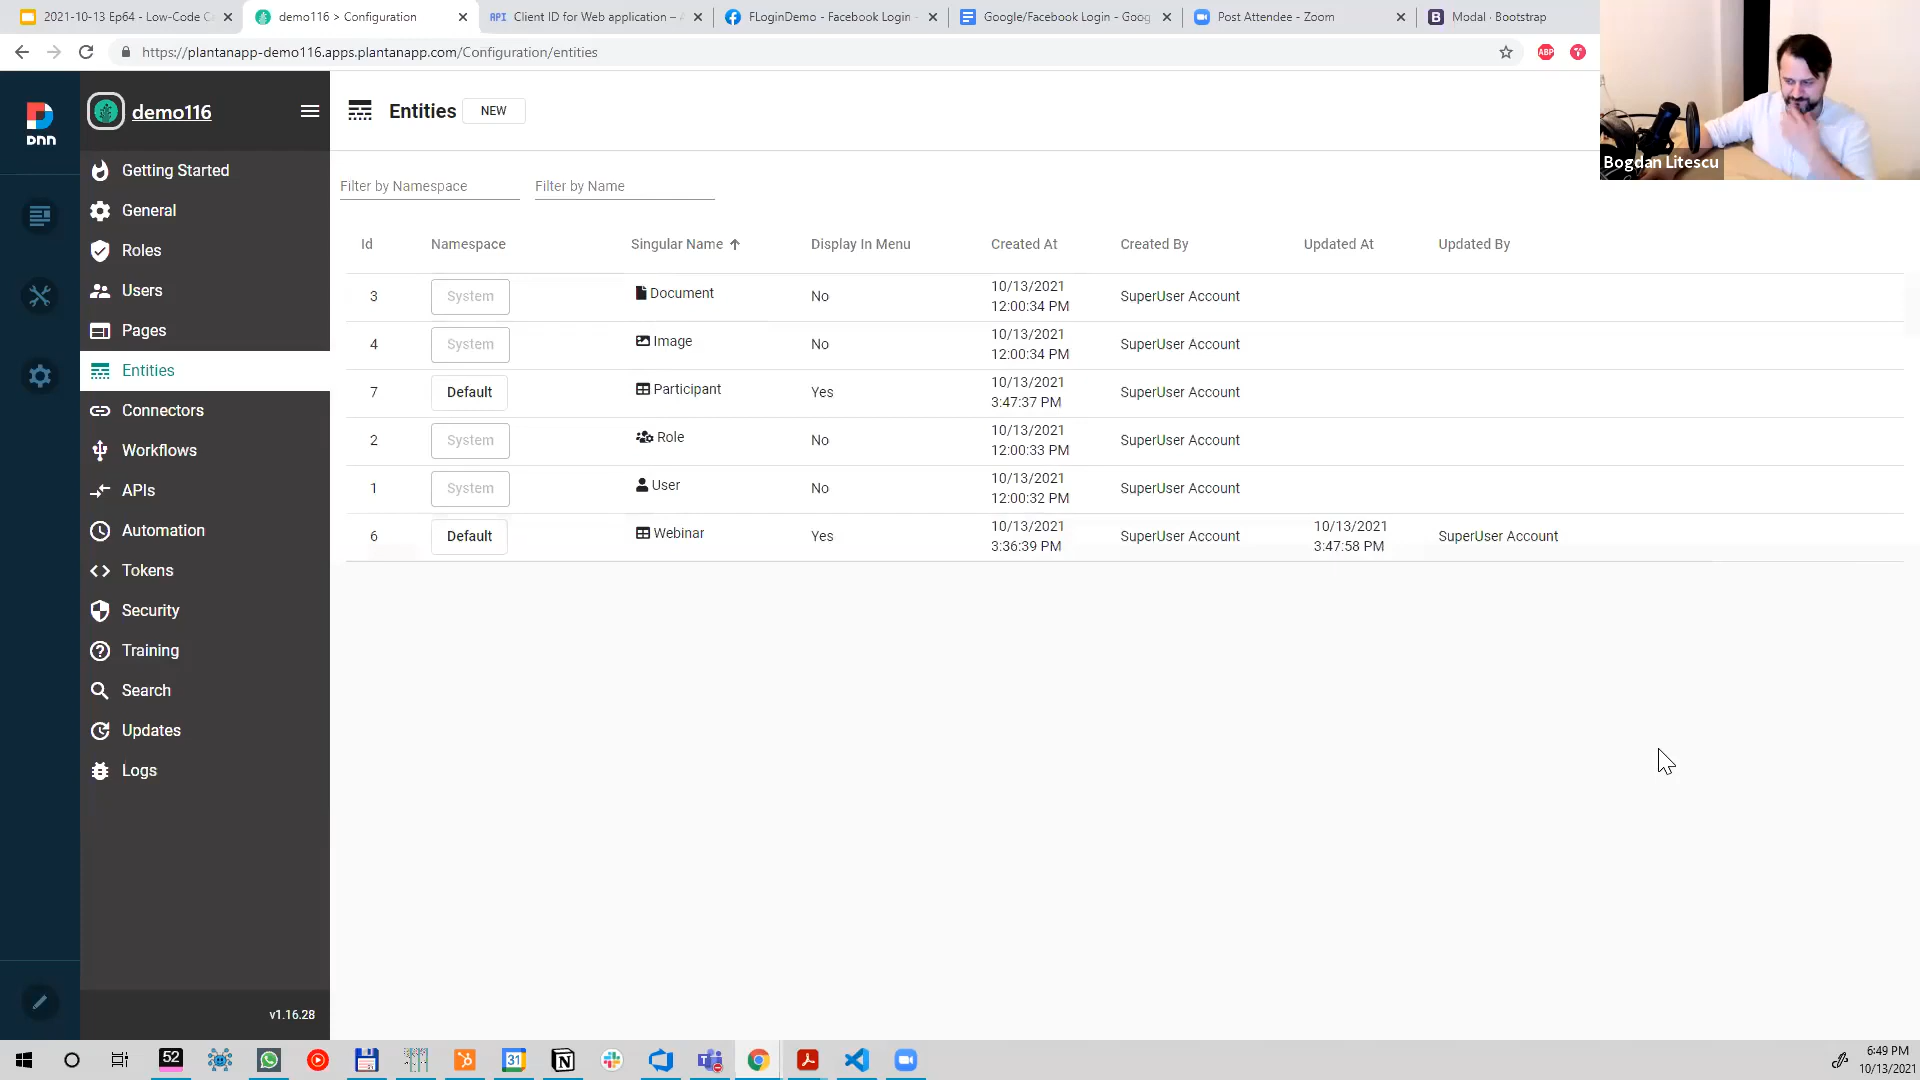 2021-10-13 Ep64 - Low-Code C
demo116 > Configuration
API Client ID for Web application –
FLoginDemo - Facebook Login -
Google/Facebook Login - Goog
Post Attendee - Zoom
B Modal · Bootstrap
https://plantanapp-demo116.apps.plantanapp.com/Configuration/entities
ABP
Bogdan Litescu
DNN
demo116
Getting Started
General
Roles
Users
Pages
Entities
Connectors
Workflows
APIs
Automation
Tokens
Security
Training
Search
Updates
Logs
v1.16.28
Entities NEW
Filter by Namespace Filter by Name
Id Namespace Singular Name Display In Menu Created At Created By Updated At Updated By
3 System Document No 10/13/2021 12:00:34 PM SuperUser Account
4 System Image No 10/13/2021 12:00:34 PM SuperUser Account
7 Default Participant Yes 10/13/2021 3:47:37 PM SuperUser Account
2 System Role No 10/13/2021 12:00:33 PM SuperUser Account
1 System User No 10/13/2021 12:00:32 PM SuperUser Account
6 Default Webinar Yes 10/13/2021 3:36:39 PM SuperUser Account 10/13/2021 3:47:58 PM SuperUser Account
52
31
6:49 PM
10/13/2021